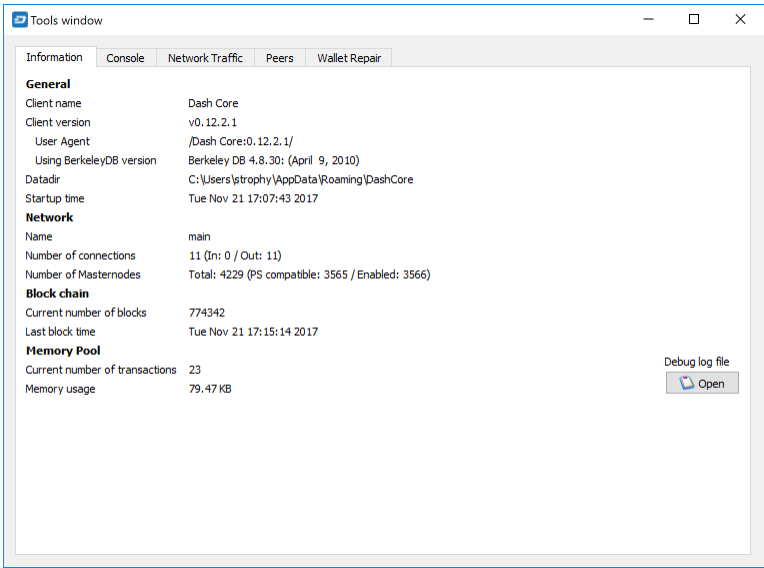 Tools window
Information Console Network Traffic Peers Wallet Repair
General
Client name Dash Core
Client version v0.12.2.1
User Agent /Dash Core:0.12.2.1/
Using BerkeleyDB version Berkeley DB 4.8.30: (April 9, 2010)
Datadir C:\Users\strophy\AppData\Roaming\DashCore
Startup time Tue Nov 21 17:07:43 2017
Network
Name main
Number of connections 11 (In: 0 / Out: 11)
Number of Masternodes Total: 4229 (PS compatible: 3565 / Enabled: 3566)
Block chain
Current number of blocks 774342
Last block time Tue Nov 21 17:15:14 2017
Memory Pool
Current number of transactions 23
Memory usage 79.47 KB
Debug log file
Open